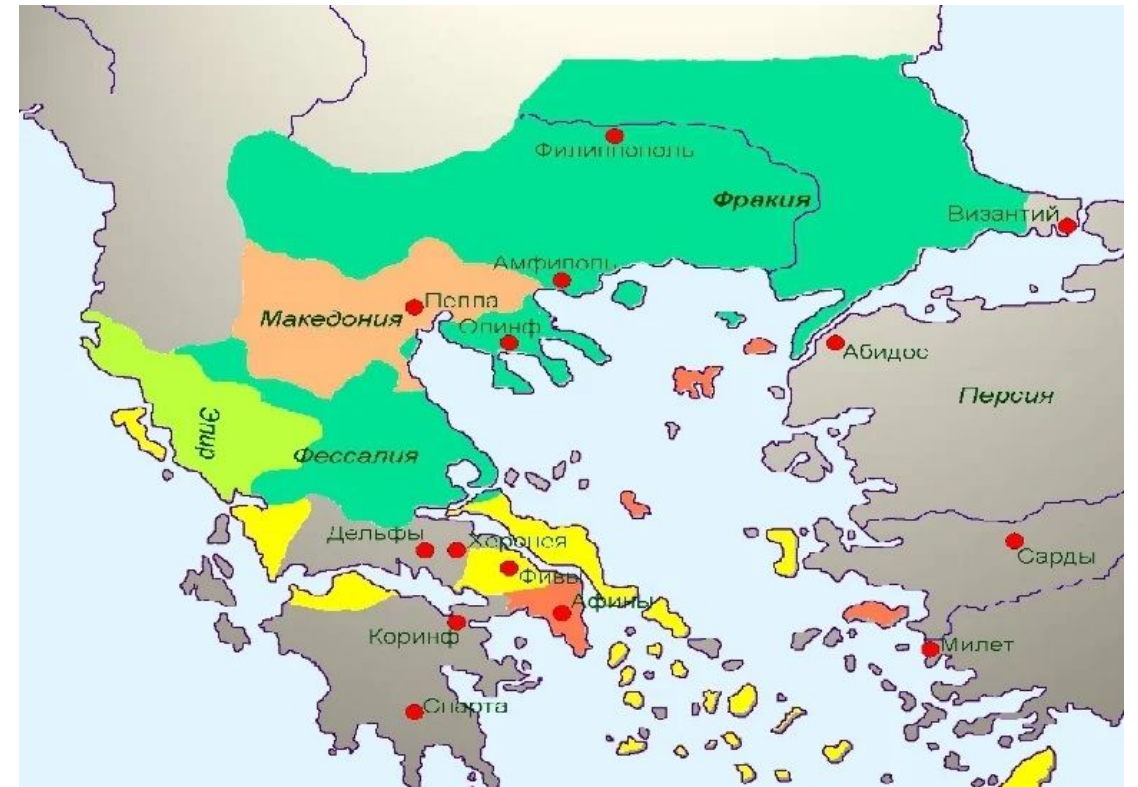 Филиппополь
Фракия
Византий
Амфиполь
Пелла
Македония
Олинф
Абидос
Персия
Эпир
Фессалия
Дельфы
Херонея
Сарды
Фивы
Афины
Коринф
Милет
Спарта